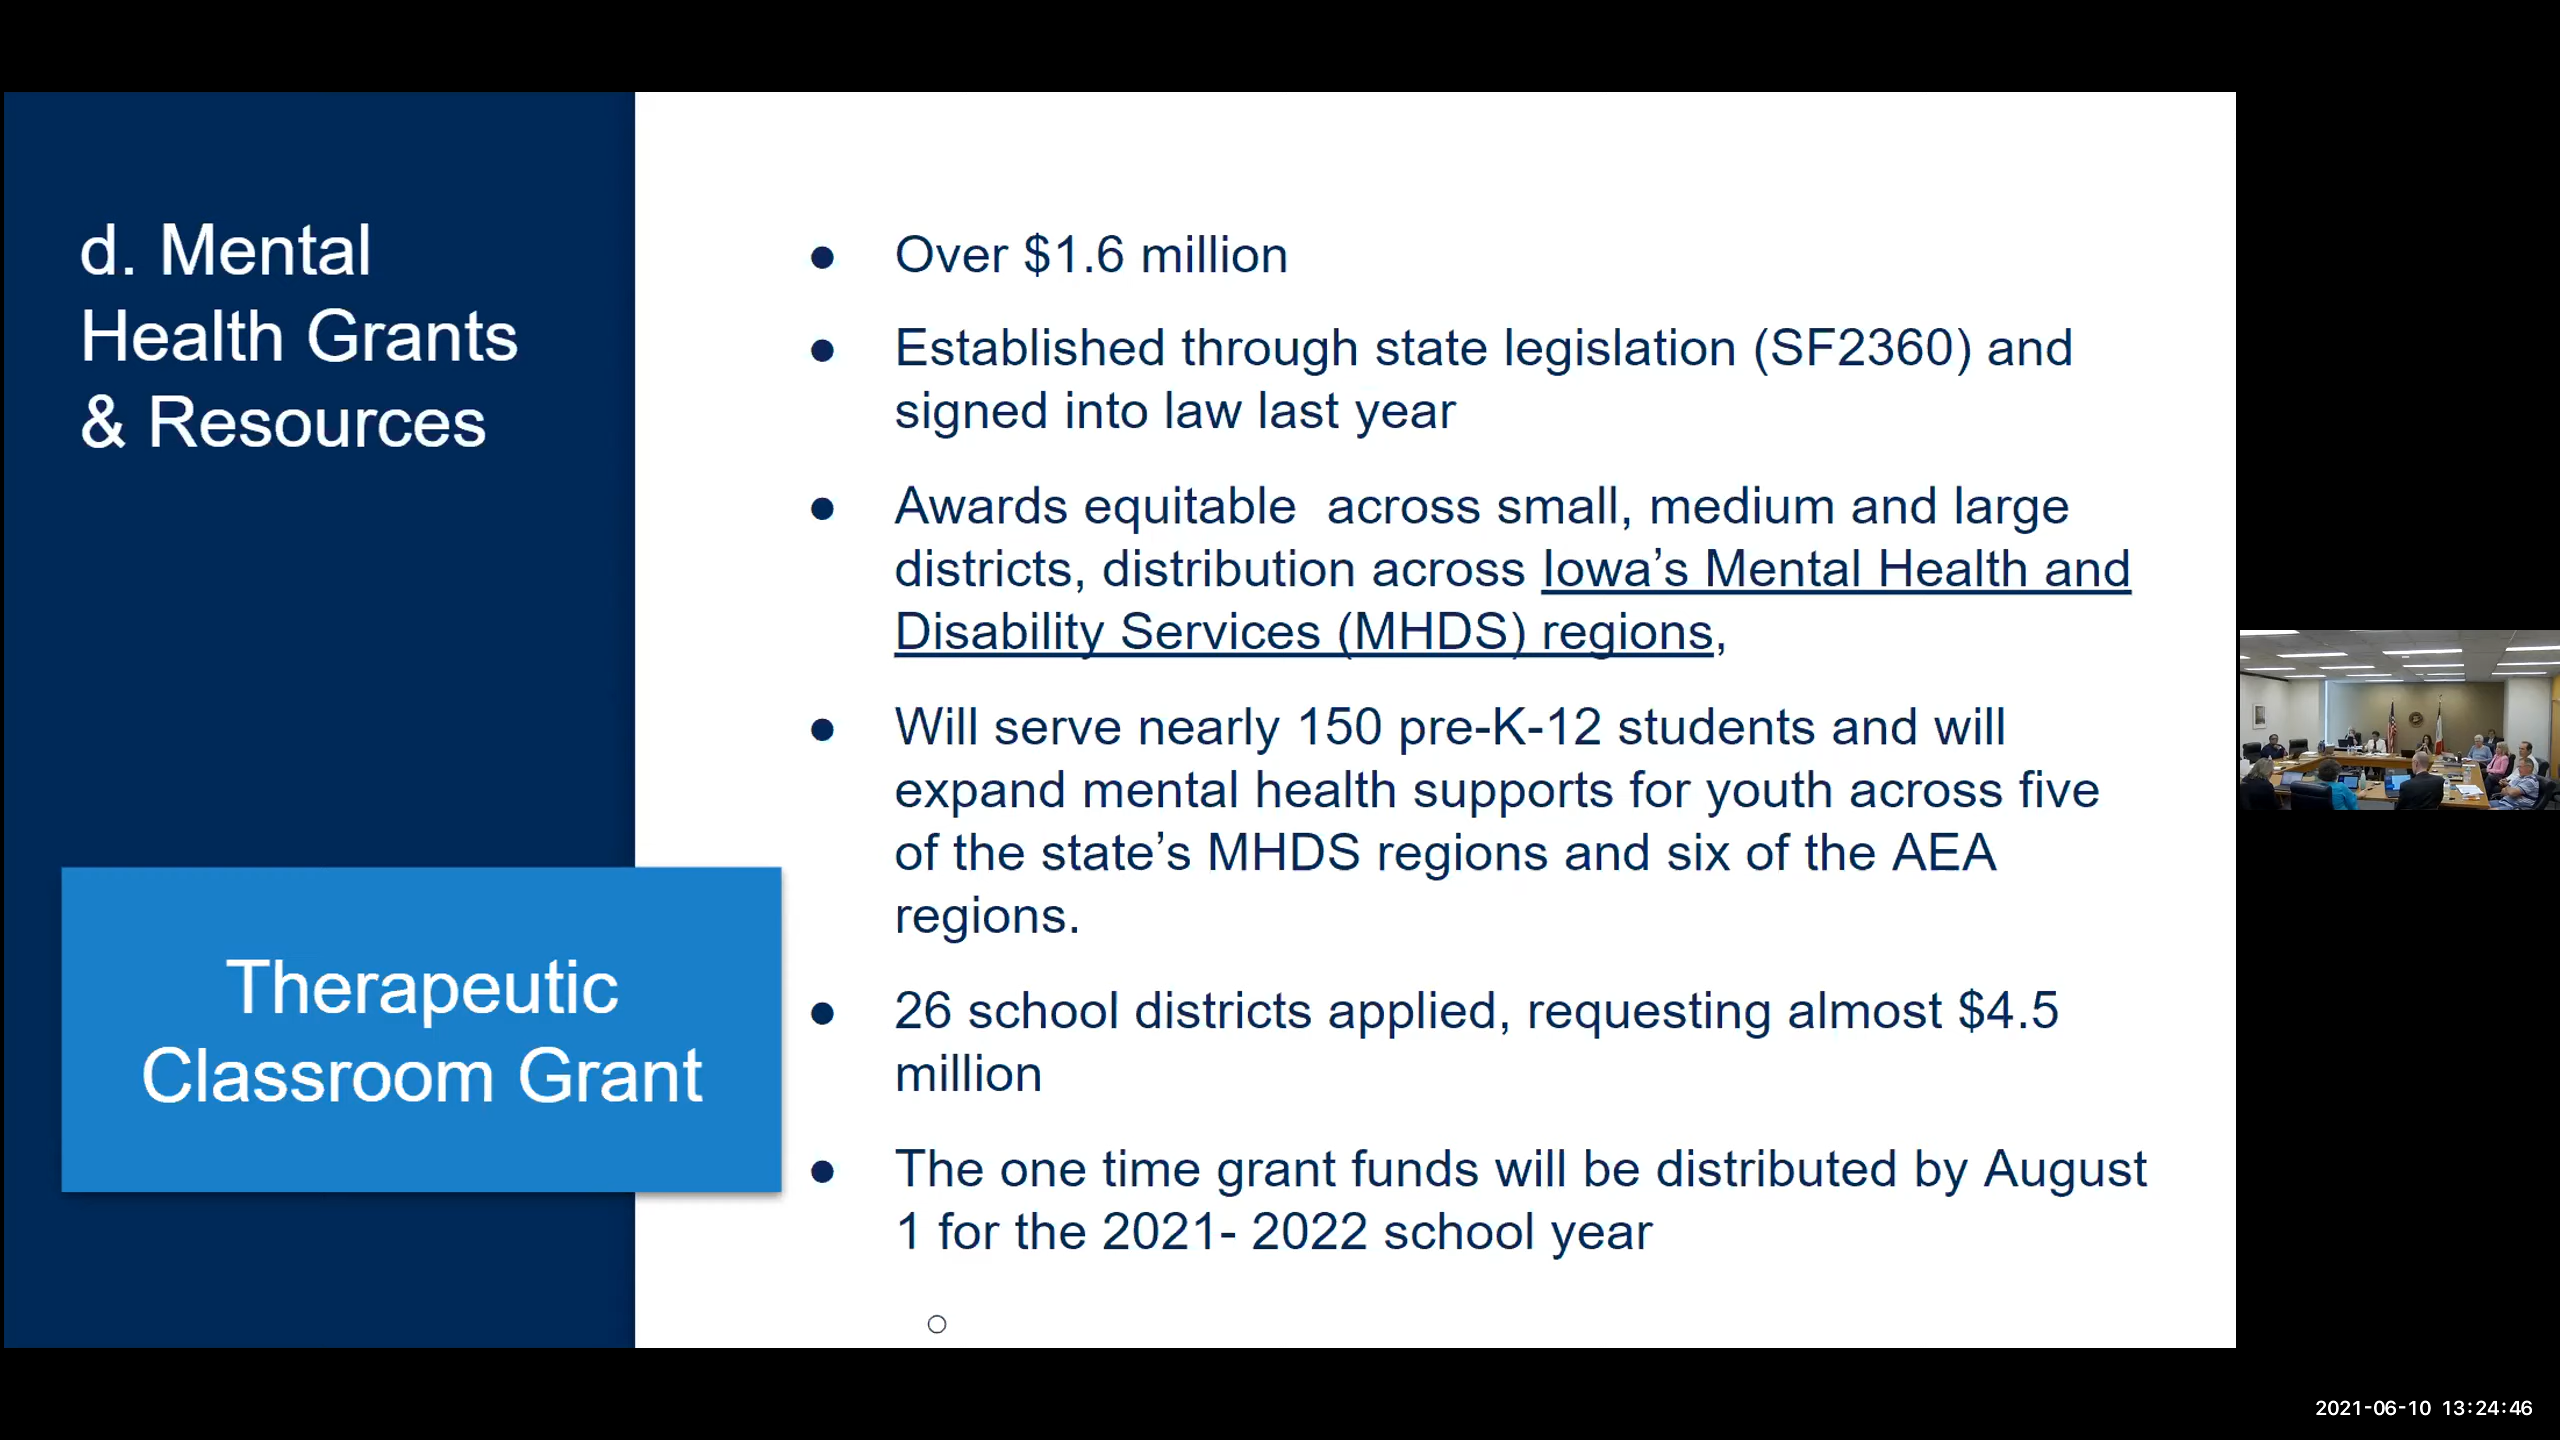 d. Mental
Health Grants
& Resources
Therapeutic
Classroom Grant
● Over $1.6 million
● Established through state legislation (SF2360) and
signed into law last year
● Awards equitable  across small, medium and large
districts, distribution across Iowa’s Mental Health and
Disability Services (MHDS) regions,
● Will serve nearly 150 pre-K-12 students and will
expand mental health supports for youth across five
of the state’s MHDS regions and six of the AEA
regions.
● 26 school districts applied, requesting almost $4.5
million
● The one time grant funds will be distributed by August
1 for the 2021- 2022 school year
○
2021-06-10 13:24:46